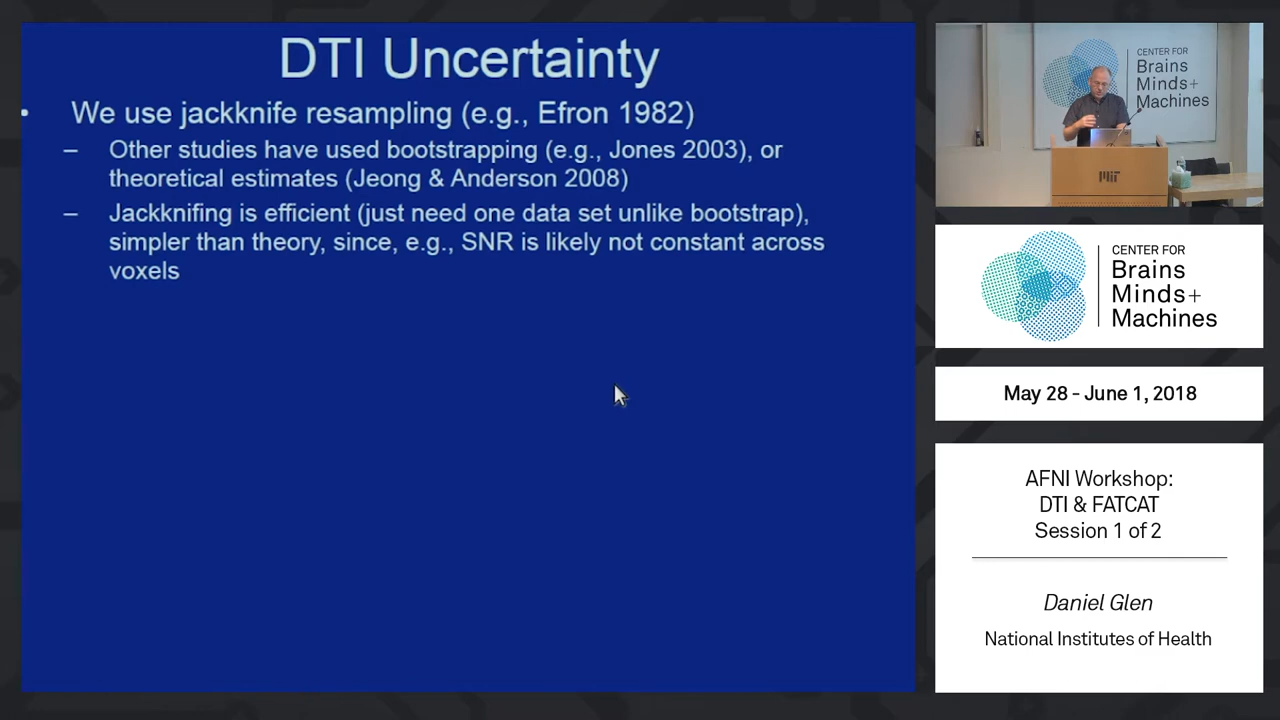 DTI Uncertainty
• We use jackknife resampling (e.g., Efron 1982)
– Other studies have used bootstrapping (e.g., Jones 2003), or
theoretical estimates (Jeong & Anderson 2008)
– Jackknifing is efficient (just need one data set unlike bootstrap),
simpler than theory, since, e.g., SNR is likely not constant across
voxels
CENTER FOR
Brains
Minds+
Machines
MIT
CENTER FOR
Brains
Minds+
Machines
May 28 - June 1, 2018
AFNI Workshop:
DTI & FATCAT
Session 1 of 2
Daniel Glen
National Institutes of Health